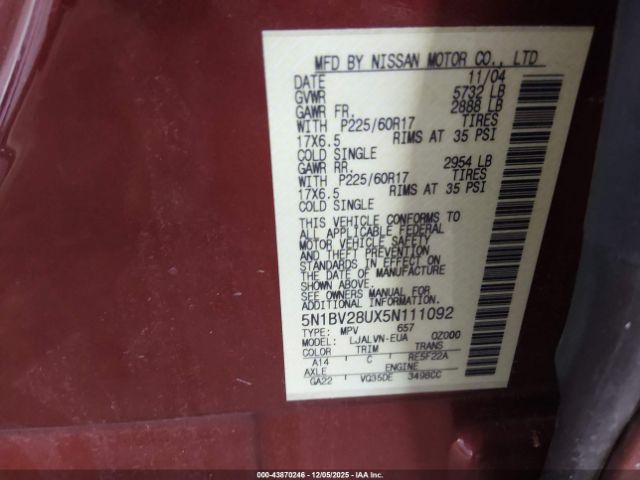 MFD BY NISSAN MOTOR CO., LTD
DATE 11/04
GVWR 5732 LB
GAWR FR. 2888 LB
WITH P225/60R17 TIRES
17X6.5 RIMS AT 35 PSI
COLD SINGLE
GAWR RR. 2954 LB
WITH P225/60R17 TIRES
17X6.5 RIMS AT 35 PSI
COLD SINGLE
THIS VEHICLE CONFORMS TO
ALL APPLICABLE FEDERAL
MOTOR VEHICLE SAFETY
AND THEFT PREVENTION
STANDARDS IN EFFECT ON
THE DATE OF MANUFACTURE
SHOWN ABOVE.
SEE OWNERS MANUAL FOR
ADDITIONAL INFORMATION.
5N1BV28UX5N111092
TYPE: MPV 657
MODEL: LJALVN-EUA 0Z000
COLOR TRIM TRANS
A14 C RE5F22A
AXLE ENGINE
GA22 VQ35DE 3498CC
00-43870246 - 12/05/2025 - IAAI, Inc.